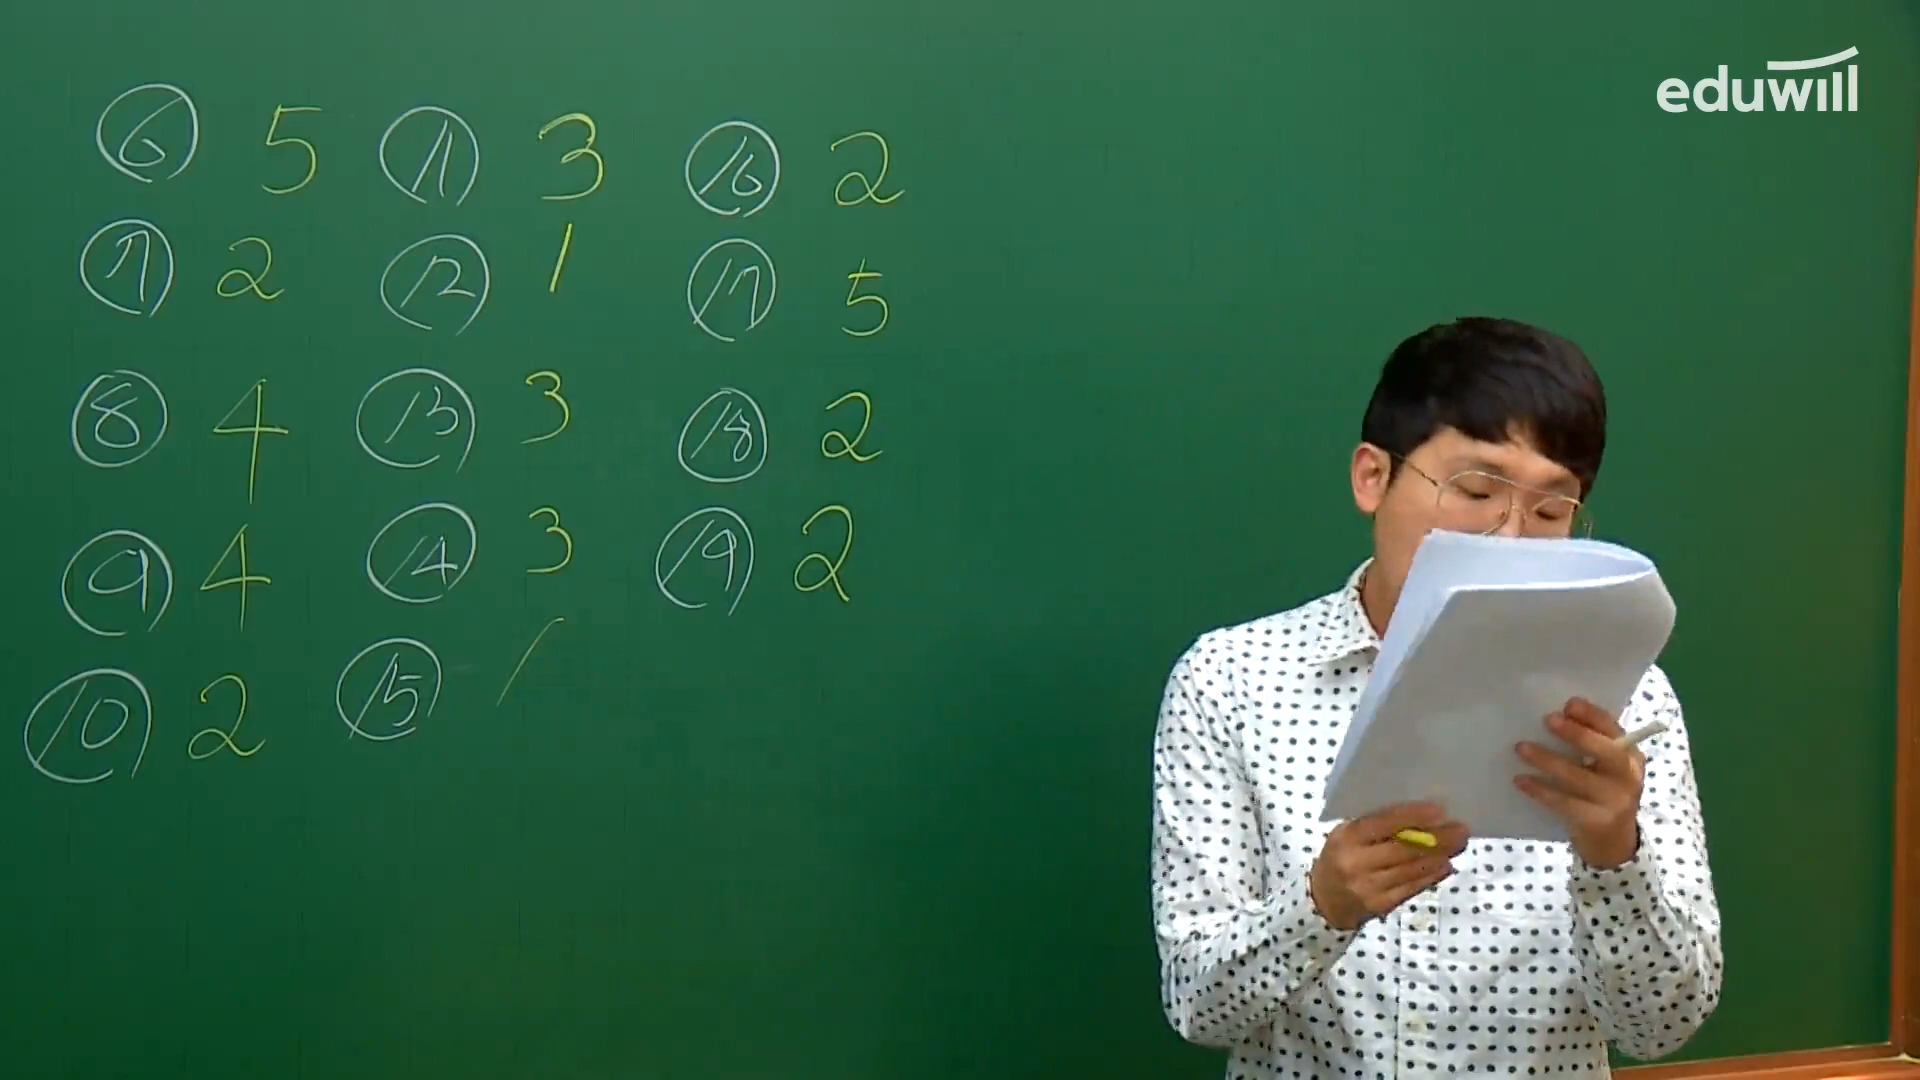 eduwill
⑥ 5 ⑪ 3 ⑯ 2
⑦ 2 ⑫ 1 ⑰ 5
⑧ 4 ⑬ 3 ⑱ 2
⑨ 4 ⑭ 3 ⑲ 2
⑩ 2 ⑮ 1